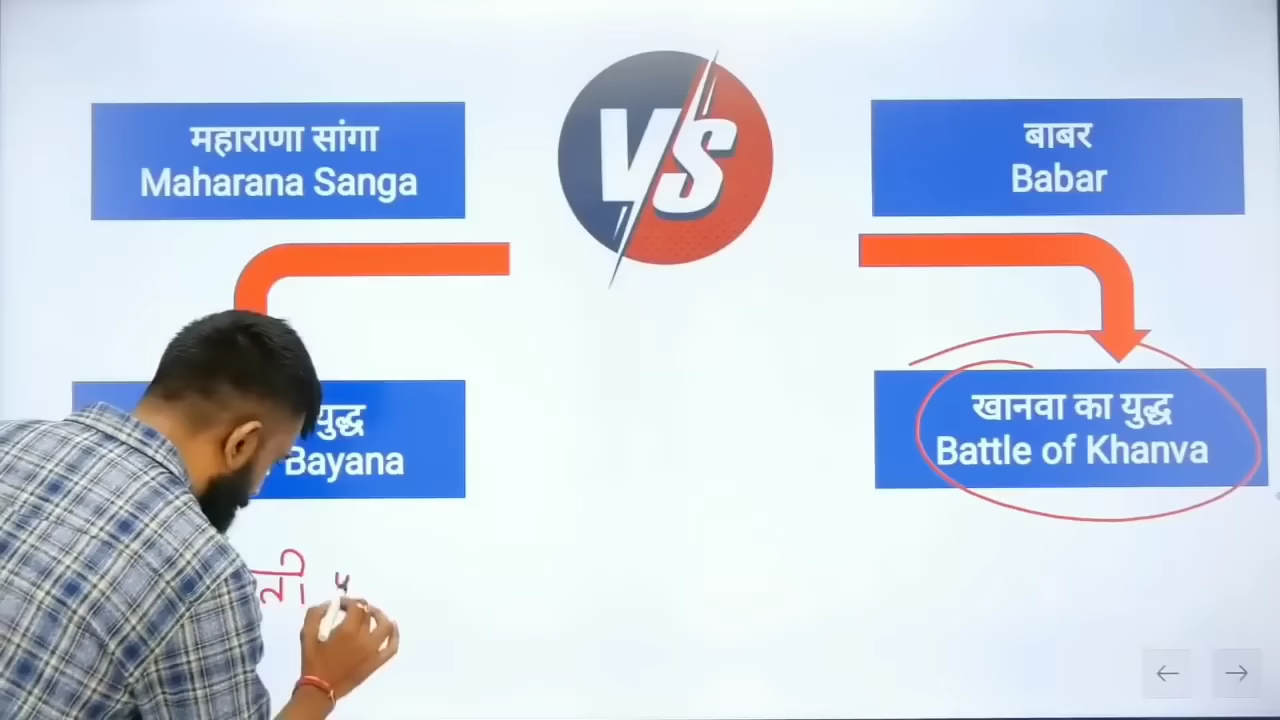 महाराणा सांगा
Maharana Sanga
VS
बाबर
Babar
युद्ध
Bayana
खानवा का युद्ध
Battle of Khanva